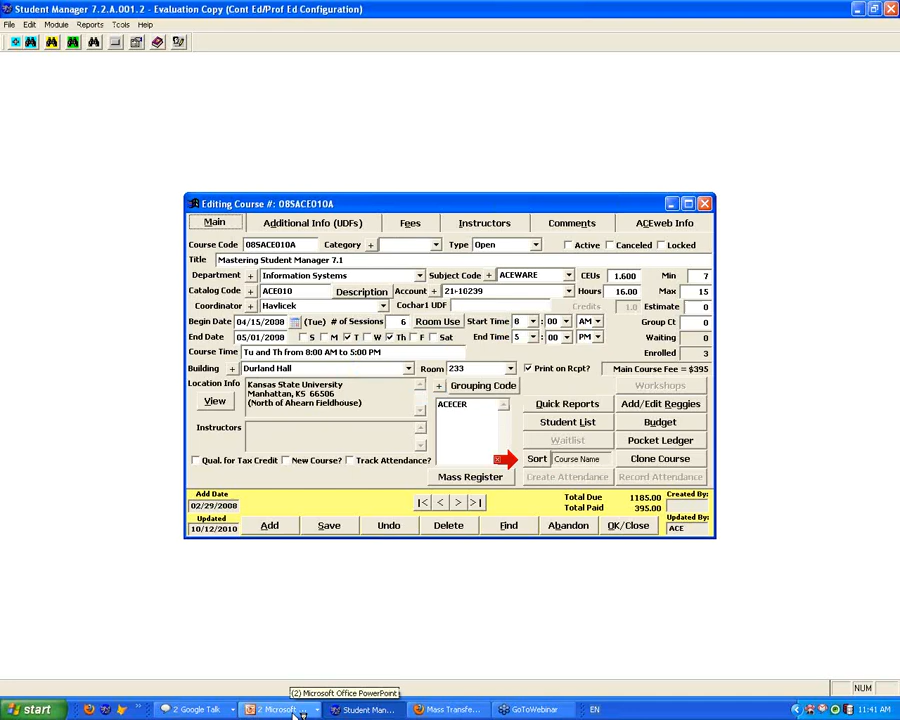 Student Manager 7.2.A.001.2 - Evaluation Copy (Cont Ed/Prof Ed Configuration)
File Edit Module Reports Tools Help
Editing Course #: 08SACE010A
Main Additional Info (UDFs) Fees Instructors Comments ACEweb Info
Course Code 08SACE010A Category + Type Open Active Canceled Locked
Title Mastering Student Manager 7.1
Department + Information Systems Subject Code + ACEWARE CEUs 1.600 Min 7
Catalog Code + ACE010 Description Account + 21-10239 Hours 16.00 Max 15
Coordinator + Havlicek Cochar1 UDF Credits 1.0 Estimate 0
Begin Date 04/15/2008 (Tue) # of Sessions 6 Room Use Start Time 8 : 00 AM Group Ct 0
End Date 05/01/2008 S M T W Th F Sat End Time 5 : 00 PM Waiting 0
Course Time Tu and Th from 8:00 AM to 5:00 PM Enrolled 3
Building + Durland Hall Room 233 Print on Rcpt? Main Course Fee = $395
Location Info Kansas State University
Manhattan, KS 66506
(North of Ahearn Fieldhouse)
View
+ Grouping Code Workshops
ACECER Quick Reports Add/Edit Reggies
Student List Budget
Instructors Waitlist Pocket Ledger
Qual. for Tax Credit New Course? Track Attendance? Sort Course Name Clone Course
Mass Register Create Attendance Record Attendance
Add Date
02/29/2008
Updated
10/12/2010
|< < > >|
Total Due 1185.00 Created By:
Total Paid 395.00 Updated By:
ACE
Add Save Undo Delete Find Abandon OK/Close
NUM
(2) Microsoft Office PowerPoint
start 2 Google Talk 2 Microsoft ... Student Man... Mass Transfe... GoToWebinar EN 11:41 AM